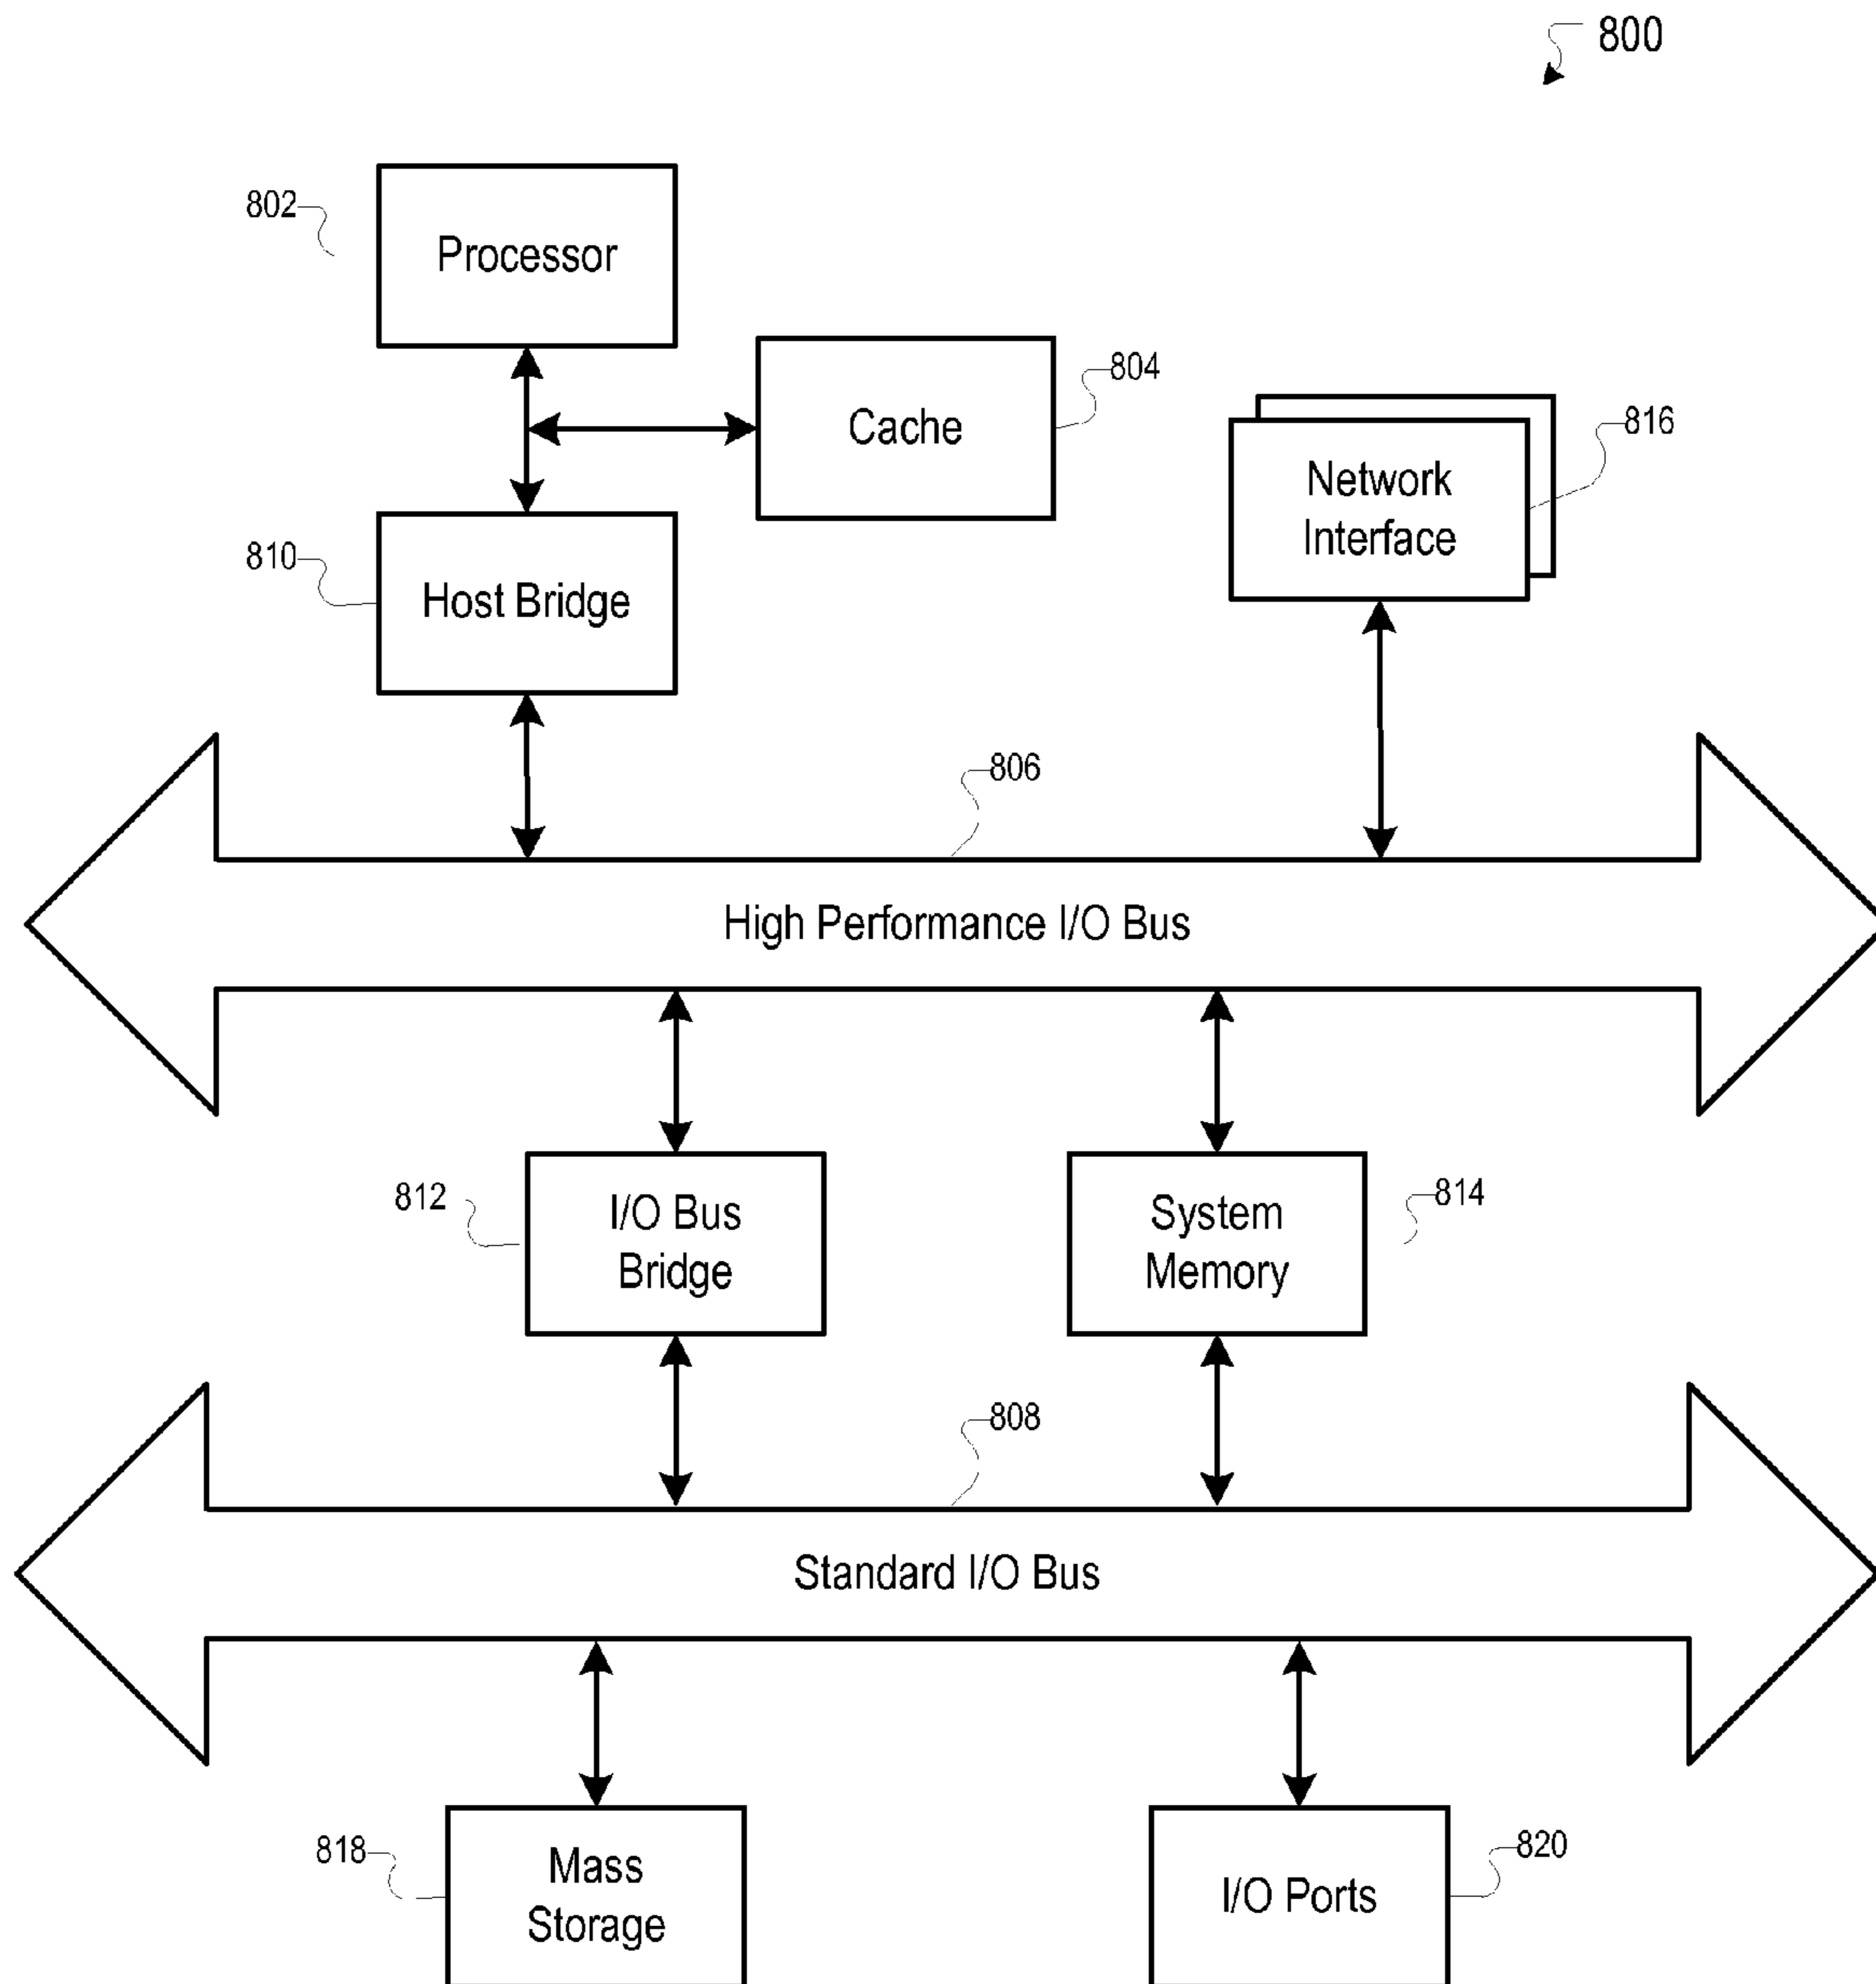 800
802
Processor
804
Cache
816
Network
Interface
810
Host Bridge
806
High Performance I/O Bus
812
I/O Bus
Bridge
System
Memory
814
808
Standard I/O Bus
818
Mass
Storage
I/O Ports
820